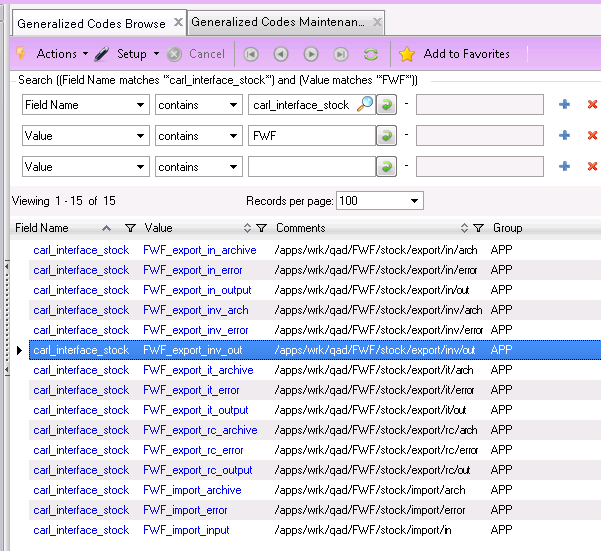 Generalized Codes Browse Generalized Codes Maintenan...
Actions Setup Cancel Add to Favorites
Search ((Field Name matches "*carl_interface_stock*") and (Value matches "*FWF*"))
Field Name contains carl_interface_stock -
Value contains FWF -
Value contains -
Viewing 1 - 15 of 15 Records per page: 100
Field Name Value Comments Group
carl_interface_stock FWF_export_in_archive /apps/wrk/qad/FWF/stock/export/in/arch APP
carl_interface_stock FWF_export_in_error /apps/wrk/qad/FWF/stock/export/in/error APP
carl_interface_stock FWF_export_in_output /apps/wrk/qad/FWF/stock/export/in/out APP
carl_interface_stock FWF_export_inv_arch /apps/wrk/qad/FWF/stock/export/inv/arch APP
carl_interface_stock FWF_export_inv_error /apps/wrk/qad/FWF/stock/export/inv/error APP
carl_interface_stock FWF_export_inv_out /apps/wrk/qad/FWF/stock/export/inv/out APP
carl_interface_stock FWF_export_it_archive /apps/wrk/qad/FWF/stock/export/it/arch APP
carl_interface_stock FWF_export_it_error /apps/wrk/qad/FWF/stock/export/it/error APP
carl_interface_stock FWF_export_it_output /apps/wrk/qad/FWF/stock/export/it/out APP
carl_interface_stock FWF_export_rc_archive /apps/wrk/qad/FWF/stock/export/rc/arch APP
carl_interface_stock FWF_export_rc_error /apps/wrk/qad/FWF/stock/export/rc/error APP
carl_interface_stock FWF_export_rc_output /apps/wrk/qad/FWF/stock/export/rc/out APP
carl_interface_stock FWF_import_archive /apps/wrk/qad/FWF/stock/import/arch APP
carl_interface_stock FWF_import_error /apps/wrk/qad/FWF/stock/import/error APP
carl_interface_stock FWF_import_input /apps/wrk/qad/FWF/stock/import/in APP